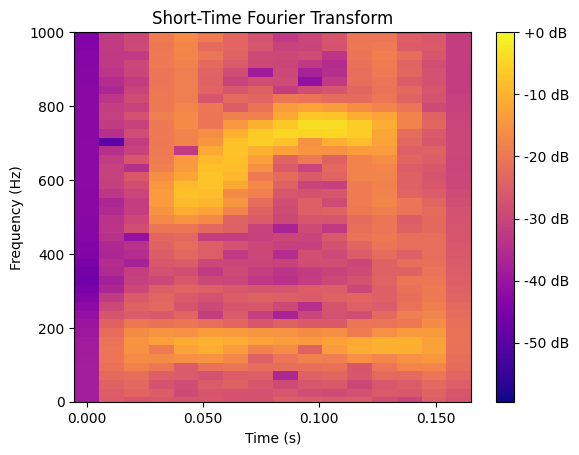 Short-Time Fourier Transform
1000
800
600
400
200
0
Frequency (Hz)
0.000
0.050
0.100
0.150
Time (s)
+0 dB
-10 dB
-20 dB
-30 dB
-40 dB
-50 dB